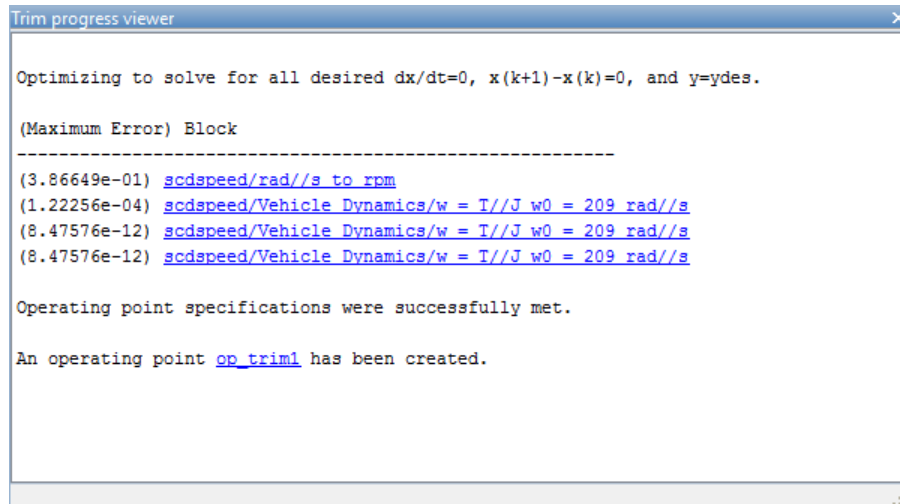 Trim progress viewer
Optimizing to solve for all desired dx/dt=0, x(k+1)-x(k)=0, and y=ydes.
(Maximum Error) Block
---------------------------------------------------------
(3.86649e-01) scdspeed/rad//s to rpm
(1.22256e-04) scdspeed/Vehicle Dynamics/w = T//J w0 = 209 rad//s
(8.47576e-12) scdspeed/Vehicle Dynamics/w = T//J w0 = 209 rad//s
(8.47576e-12) scdspeed/Vehicle Dynamics/w = T//J w0 = 209 rad//s
Operating point specifications were successfully met.
An operating point op_trim1 has been created.